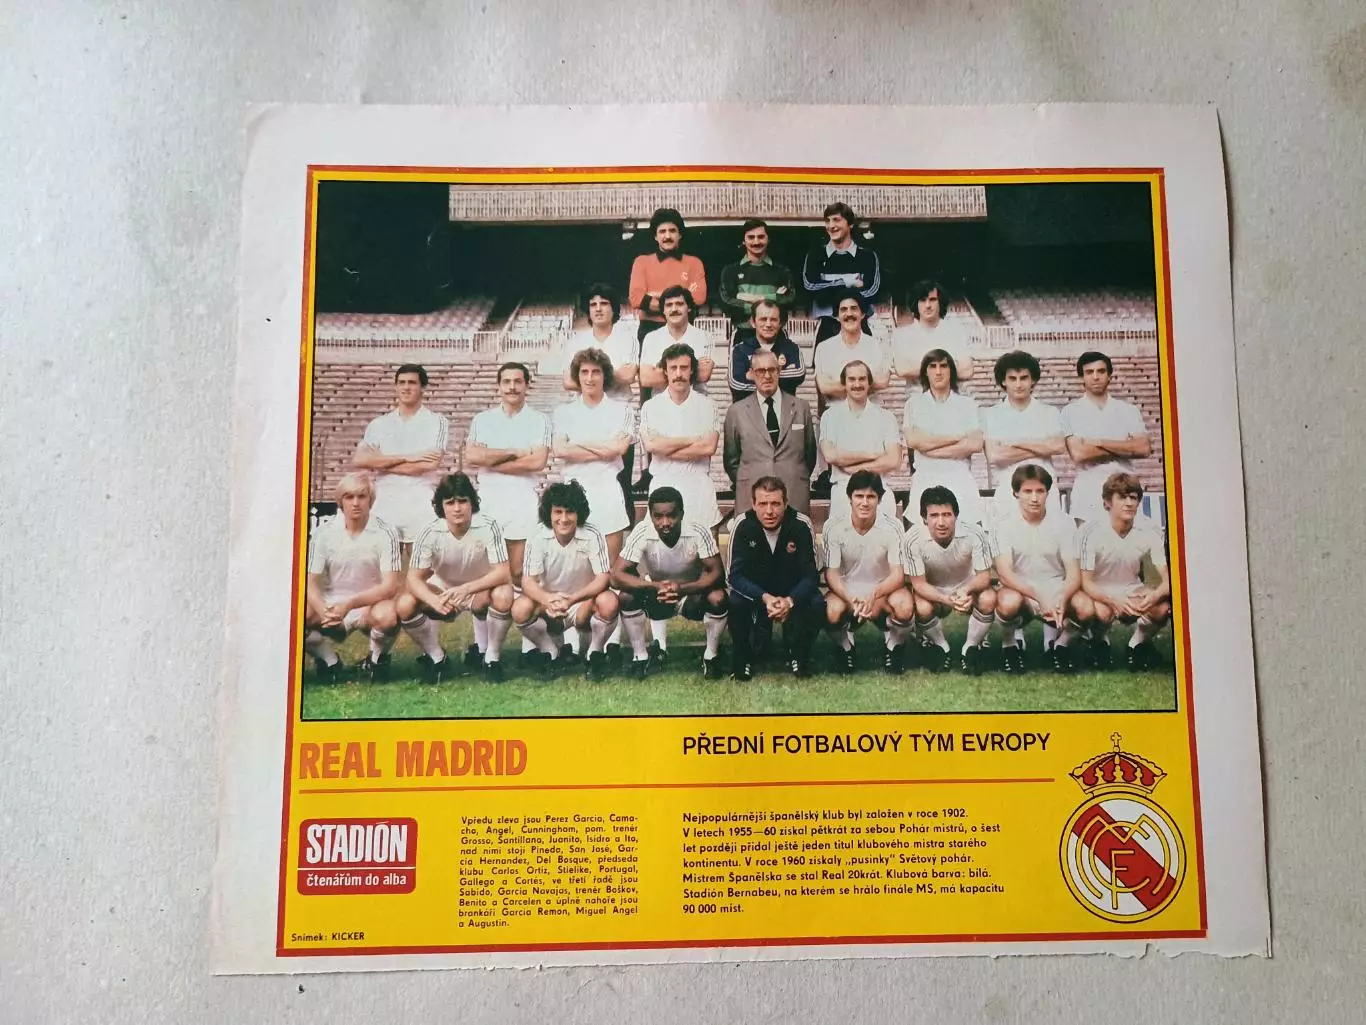 REAL MADRID
PŘEDNÍ FOTBALOVÝ TÝM EVROPY
STADIÓN
čtenářům do alba
Vpředu zleva jsou Perez Garcia, Cama-
cho, Angel, Cunningham, pom. trenér
Grosso, Santillana, Juanito, Isidro a Ito,
nad nimi stojí Pineda, San José, Gar-
cia Hernandez, Del Bosque, předseda
klubu Carlos Ortiz, Stielike, Portugal,
Gallego a Cortés, ve třetí řadě jsou
Sabido, Garcia Navajas, trenér Boškov,
Benito a Carcelen a úplně nahoře jsou
brankáři Garcia Remon, Miguel Angel
a Augustin.
Nejpopulárnější španělský klub byl založen v roce 1902.
V letech 1955—60 získal pětkrát za sebou Pohár mistrů, o šest
let později přidal ještě jeden titul klubového mistra starého
kontinentu. V roce 1960 získaly „pusinky" Světový pohár.
Mistrem Španělska se stal Real 20krát. Klubová barva: bílá.
Stadión Bernabeu, na kterém se hrálo finále MS, má kapacitu
90 000 míst.
Snímek: KICKER